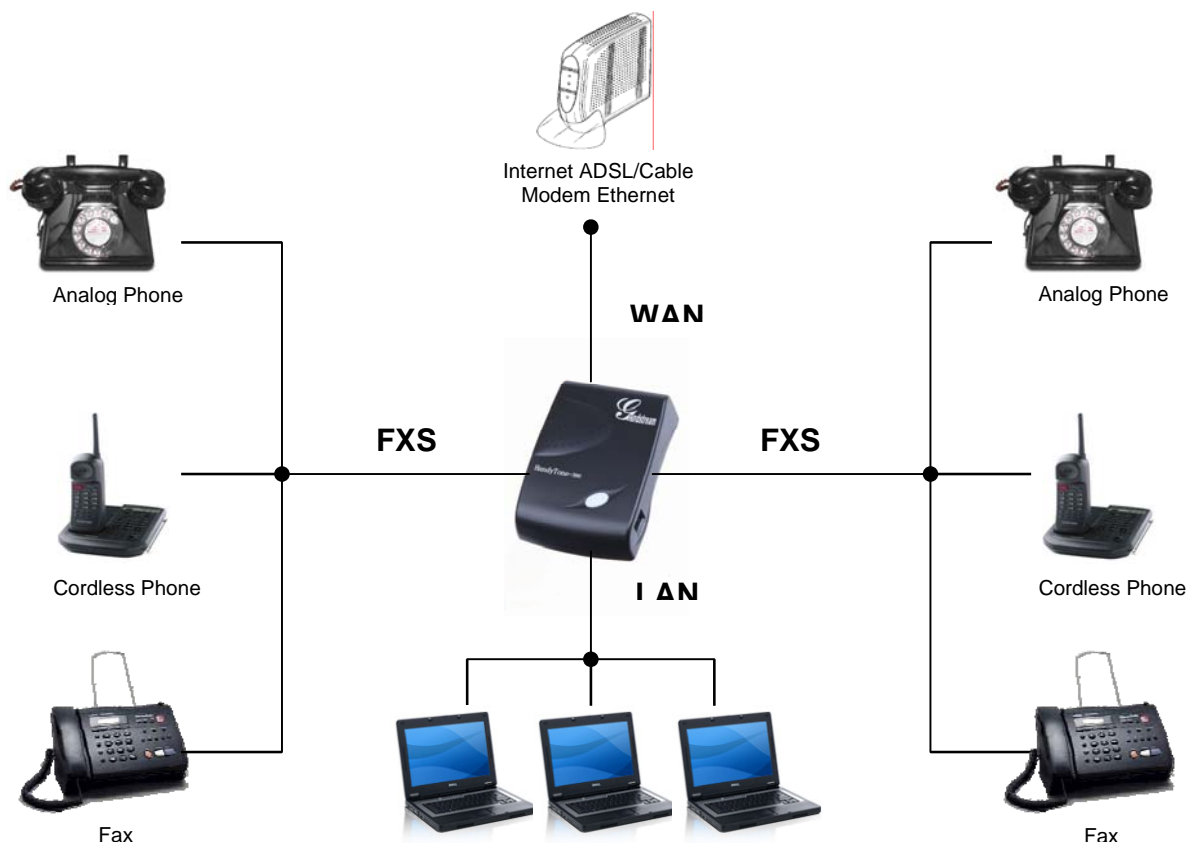 Internet ADSL/Cable
Modem Ethernet
Analog Phone
Analog Phone
WAN
Grandstream
FXS
FXS
Cordless Phone
Cordless Phone
LAN
Fax
Fax